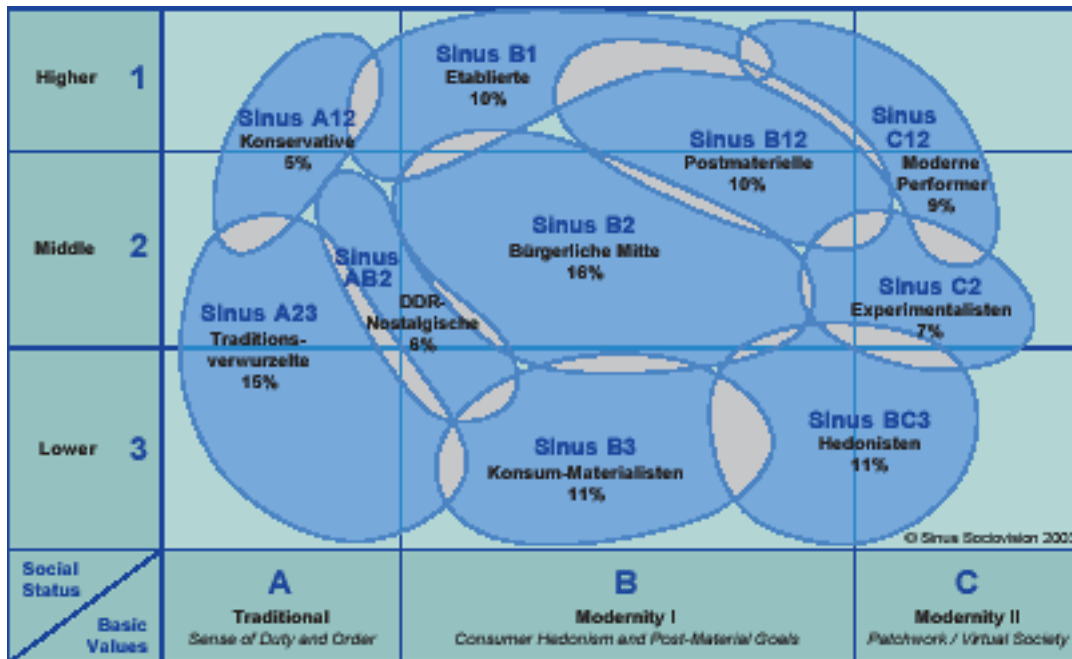 Higher 1
Sinus B1
Etablierte
10%
Sinus A12
Konservative
5%
Sinus
C12
Moderne
Performer
9%
Sinus B12
Postmaterielle
10%
Middle 2
Sinus B2
Bürgerliche Mitte
16%
Sinus
AB2
DDR-
Nostalgische
6%
Sinus A23
Traditions-
verwurzelte
15%
Sinus C2
Experimentalisten
7%
Lower 3
Sinus B3
Konsum-Materialisten
11%
Sinus BC3
Hedonisten
11%
© Sinus Sociovision 200
Social
Status
Basic
Values
A
Traditional
Sense of Duty and Order
B
Modernity I
Consumer Hedonism and Post-Material Goals
C
Modernity II
Patchwork / Virtual Society